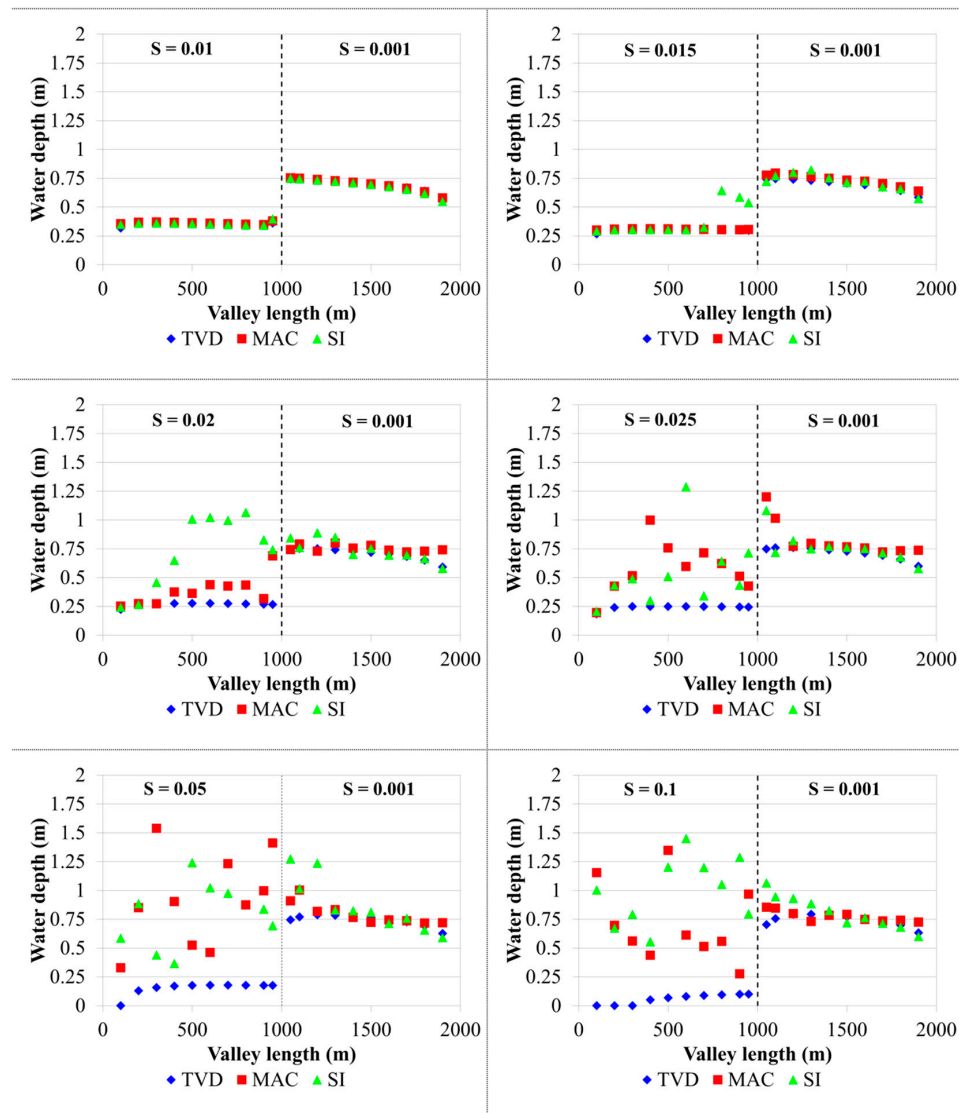 S = 0.01 S = 0.001
Water depth (m)
2
1.75
1.5
1.25
1
0.75
0.5
0.25
0
0 500 1000 1500 2000
Valley length (m)
TVD MAC SI
S = 0.015 S = 0.001
Water depth (m)
2
1.75
1.5
1.25
1
0.75
0.5
0.25
0
0 500 1000 1500 2000
Valley length (m)
TVD MAC SI
S = 0.02 S = 0.001
Water depth (m)
2
1.75
1.5
1.25
1
0.75
0.5
0.25
0
0 500 1000 1500 2000
Valley length (m)
TVD MAC SI
S = 0.025 S = 0.001
Water depth (m)
2
1.75
1.5
1.25
1
0.75
0.5
0.25
0
0 500 1000 1500 2000
Valley length (m)
TVD MAC SI
S = 0.05 S = 0.001
Water depth (m)
2
1.75
1.5
1.25
1
0.75
0.5
0.25
0
0 500 1000 1500 2000
Valley length (m)
TVD MAC SI
S = 0.1 S = 0.001
Water depth (m)
2
1.75
1.5
1.25
1
0.75
0.5
0.25
0
0 500 1000 1500 2000
Valley length (m)
TVD MAC SI